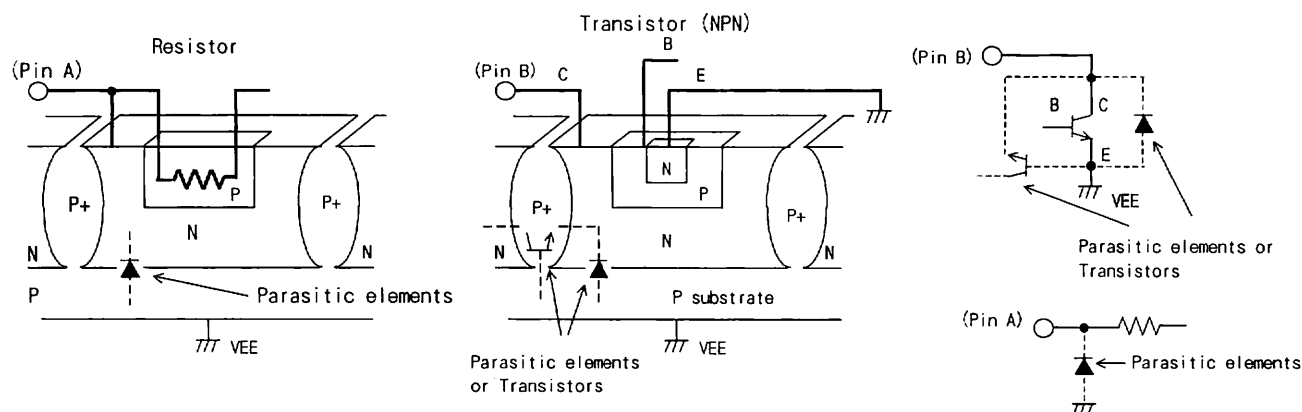 Resistor
(Pin A)
P+
P
P+
N
N
N
P
Parasitic elements
VEE
Transistor (NPN)
B
(Pin B)
C
E
N
P
P+
P+
N
N
N
P substrate
VEE
Parasitic elements
or Transistors
(Pin B)
B
C
E
VEE
Parasitic elements or
Transistors
(Pin A)
Parasitic elements